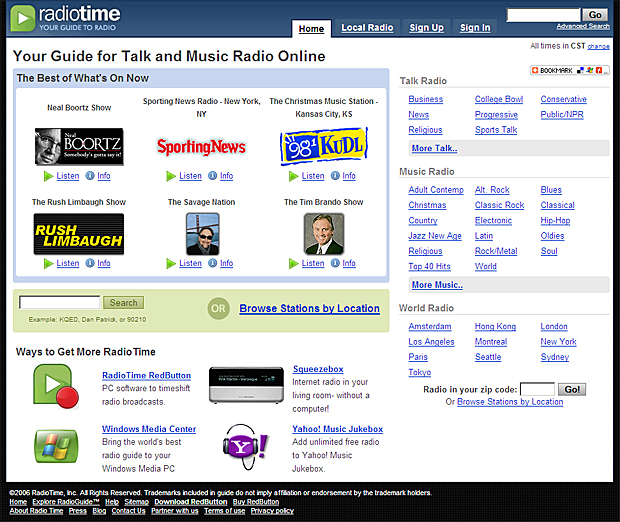 radiotime
YOUR GUIDE TO RADIO
Home
Local Radio
Sign Up
Sign In
Go
Advanced Search
All times in CST change
Your Guide for Talk and Music Radio Online
BOOKMARK
The Best of What's On Now
Neal Boortz Show
Sporting News Radio - New York, NY
The Christmas Music Station - Kansas City, KS
Neal BOORTZ
Somebody's gotta say it!
SportingNews
98.1 KUDL
Listen Info
Listen Info
Listen Info
The Rush Limbaugh Show
The Savage Nation
The Tim Brando Show
RUSH
LIMBAUGH
Listen Info
Listen Info
Listen Info
Search
Example: KQED, Dan Patrick, or 90210
OR
Browse Stations by Location
Ways to Get More RadioTime
RadioTime RedButton
PC software to timeshift
radio broadcasts.
Squeezebox
Internet radio in your
living room- without a
computer!
Windows Media Center
Bring the world's best
radio guide to your
Windows Media PC
Yahoo! Music Jukebox
Add unlimited free radio
to Yahoo! Music
Jukebox.
Talk Radio
Business College Bowl Conservative
News Progressive Public/NPR
Religious Sports Talk
More Talk..
Music Radio
Adult Contemp Alt. Rock Blues
Christmas Classic Rock Classical
Country Electronic Hip-Hop
Jazz New Age Latin Oldies
Religious Rock/Metal Soul
Top 40 Hits World
More Music..
World Radio
Amsterdam Hong Kong London
Los Angeles Montreal New York
Paris Seattle Sydney
Tokyo
Radio in your zip code: Go!
Or Browse Stations by Location
©2006 RadioTime, Inc. All Rights Reserved. Trademarks included in guide do not imply affiliation or endorsement by the trademark holders.
Home Explore RadioGuide™ Help Sitemap Download RedButton Buy RedButton
About Radio Time Press Blog Contact Us Partner with us Terms of use Privacy policy